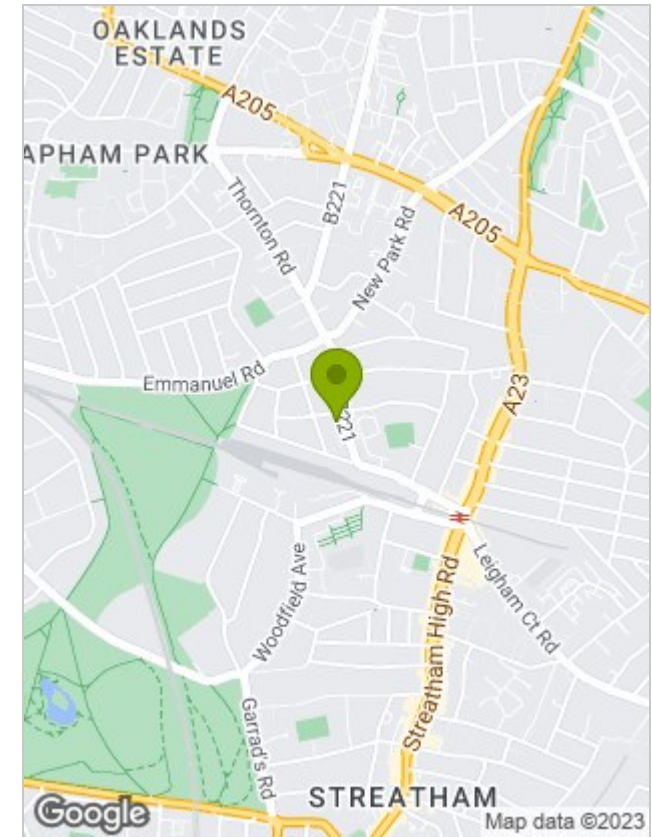 OAKLANDS
ESTATE
A205
APHAM PARK
Thornton Rd
B221
New Park Rd
A205
Emmanuel Rd
A23
221
Woodfield Ave
Leigham Ct Rd
Streatham High Rd
Garrad's Rd
STREATHAM
Google
Map data ©2023